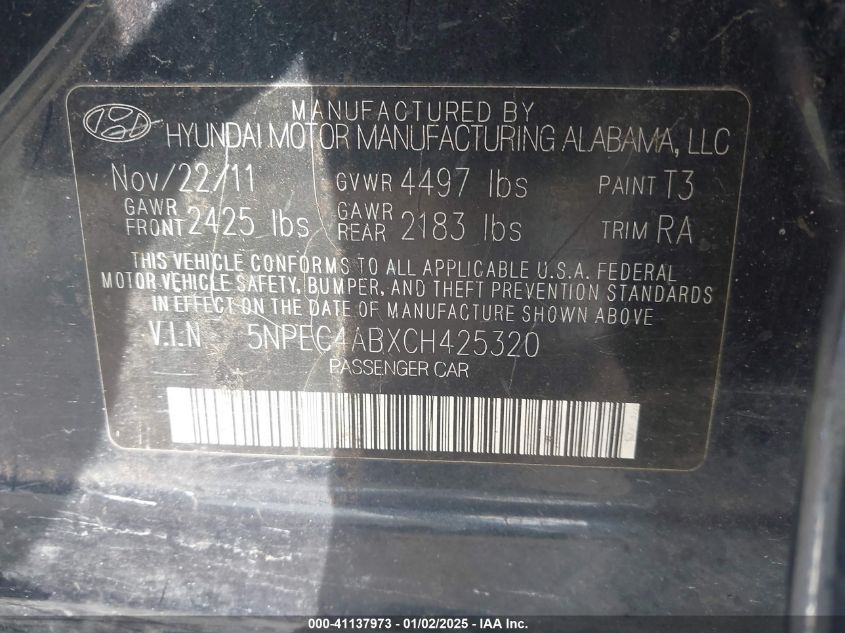 MANUFACTURED BY
HYUNDAI MOTOR MANUFACTURING ALABAMA, LLC
Nov/22/11 GVWR 4497 lbs PAINT T3
GAWR FRONT 2425 lbs GAWR REAR 2183 lbs TRIM RA
THIS VEHICLE CONFORMS TO ALL APPLICABLE U.S.A. FEDERAL
MOTOR VEHICLE SAFETY, BUMPER, AND THEFT PREVENTION STANDARDS
IN EFFECT ON THE DATE OF MANUFACTURE SHOWN ABOVE
V.I.N 5NPEC4ABXCH425320
PASSENGER CAR
000-41137973 - 01/02/2025 - IAA Inc.